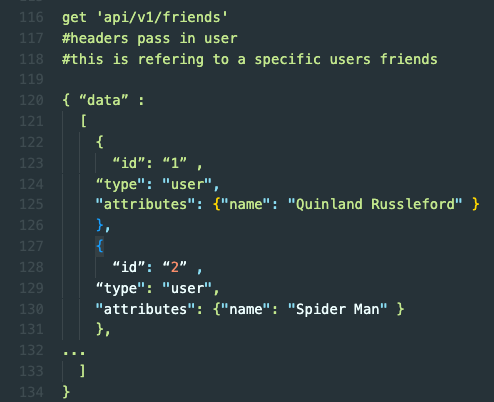 116 get 'api/v1/friends'
117 #headers pass in user
118 #this is refering to a specific users friends
119
120 { “data” :
121 [
122 {
123 “id”: “1” ,
124 “type": "user",
125 "attributes": {"name": "Quinland Russleford" }
126 },
127 {
128 “id”: “2” ,
129 “type": "user",
130 "attributes": {"name": "Spider Man" }
131 },
132 ...
133 ]
134 }